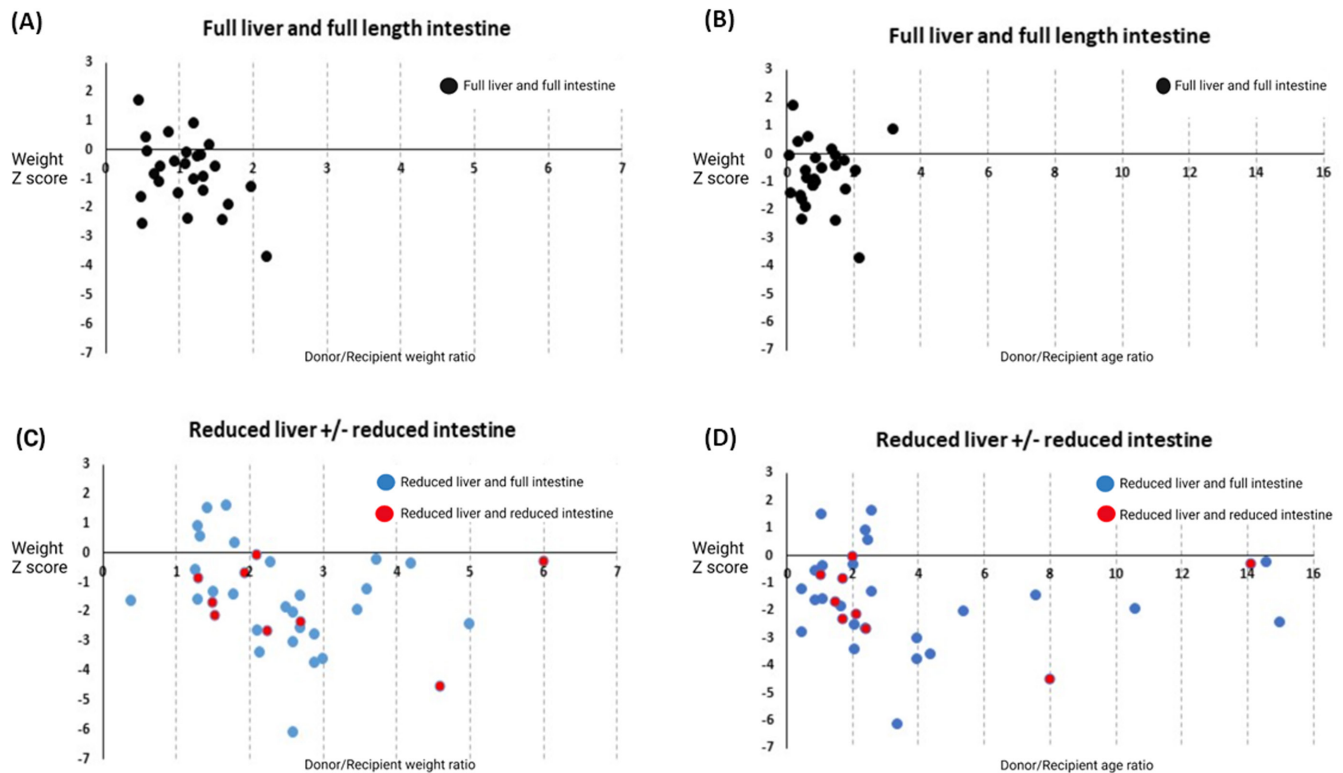 (A)
Full liver and full length intestine
3
2
1
0
-1
-2
-3
-4
-5
-6
-7
Weight
Z score
0 1 2 3 4 5 6 7
Full liver and full intestine
Donor/Recipient weight ratio
(B)
Full liver and full length intestine
3
2
1
0
-1
-2
-3
-4
-5
-6
-7
Weight
Z score
0 2 4 6 8 10 12 14 16
Full liver and full intestine
Donor/Recipient age ratio
(C)
Reduced liver +/- reduced intestine
3
2
1
0
-1
-2
-3
-4
-5
-6
-7
Weight
Z score
0 1 2 3 4 5 6 7
Reduced liver and full intestine
Reduced liver and reduced intestine
Donor/Recipient weight ratio
(D)
Reduced liver +/- reduced intestine
3
2
1
0
-1
-2
-3
-4
-5
-6
-7
Weight
Z score
0 2 4 6 8 10 12 14 16
Reduced liver and full intestine
Reduced liver and reduced intestine
Donor/Recipient age ratio